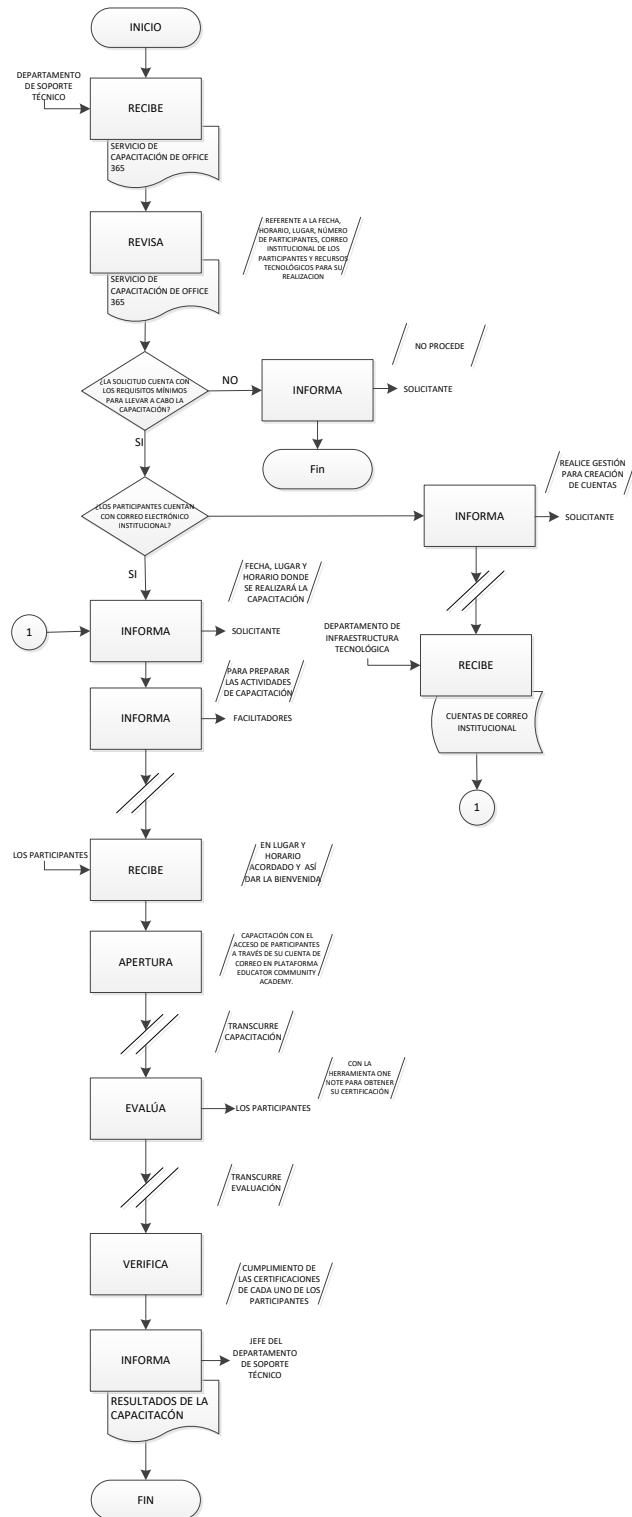 INICIO
DEPARTAMENTO
DE SOPORTE
TÉCNICO
RECIBE
SERVICIO DE
CAPACITACIÓN DE OFFICE
365
REVISA
REFERENTE A LA FECHA,
HORARIO, LUGAR, NÚMERO
DE PARTICIPANTES, CORREO
INSTITUCIONAL DE LOS
PARTICIPANTES Y RECURSOS
TECNOLÓGICOS PARA SU
REALIZACION
SERVICIO DE
CAPACITACIÓN DE OFFICE
365
¿LA SOLICITUD CUENTA CON
LOS REQUISITOS MÍNIMOS
PARA LLEVAR A CABO LA
CAPACITACIÓN?
NO
INFORMA
NO PROCEDE
SOLICITANTE
Fin
SI
¿LOS PARTICIPANTES CUENTAN
CON CORREO ELECTRÓNICO
INSTITUCIONAL?
INFORMA
REALICE GESTIÓN
PARA CREACIÓN
DE CUENTAS
SOLICITANTE
SI
FECHA, LUGAR Y
HORARIO DONDE
SE REALIZARÁ LA
CAPACITACIÓN
1
INFORMA
SOLICITANTE
DEPARTAMENTO DE
INFRAESTRUCTURA
TECNOLÓGICA
RECIBE
CUENTAS DE CORREO
INSTITUCIONAL
1
PARA PREPARAR
LAS ACTIVIDADES
DE CAPACITACIÓN
INFORMA
FACILITADORES
LOS PARTICIPANTES
RECIBE
EN LUGAR Y
HORARIO
ACORDADO Y ASÍ
DAR LA BIENVENIDA
APERTURA
CAPACITACIÓN CON EL
ACCESO DE PARTICIPANTES
A TRAVÉS DE SU CUENTA DE
CORREO EN PLATAFORMA
EDUCATOR COMMUNITY
ACADEMY.
TRANSCURRE
CAPACITACIÓN
EVALÚA
LOS PARTICIPANTES
CON LA
HERRAMIENTA ONE
NOTE PARA OBTENER
SU CERTIFICACIÓN
TRANSCURRE
EVALUACIÓN
VERIFICA
CUMPLIMIENTO DE
LAS CERTIFICACIONES
DE CADA UNO DE LOS
PARTICIPANTES
INFORMA
JEFE DEL
DEPARTAMENTO
DE SOPORTE
TÉCNICO
RESULTADOS DE LA
CAPACITACÓN
FIN